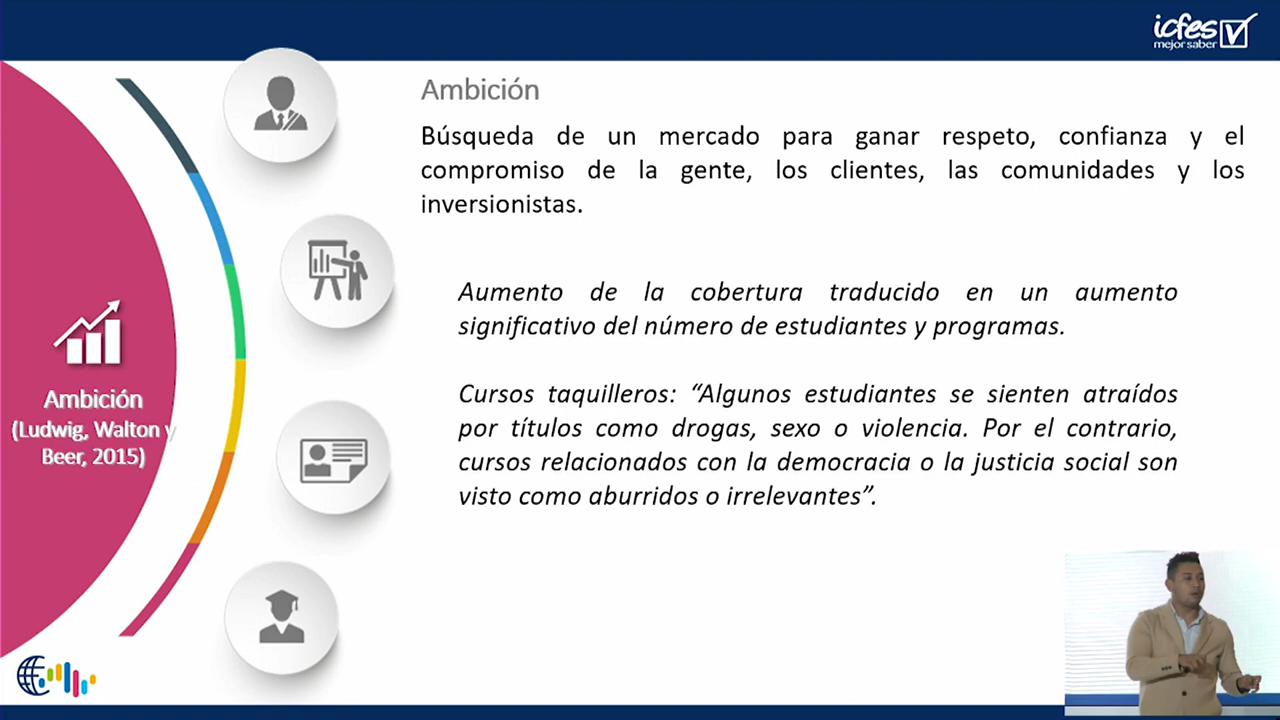 icfes
mejor saber
Ambición
Búsqueda de un mercado para ganar respeto, confianza y el
compromiso de la gente, los clientes, las comunidades y los
inversionistas.
Aumento de la cobertura traducido en un aumento
significativo del número de estudiantes y programas.
Cursos taquilleros: “Algunos estudiantes se sienten atraídos
por títulos como drogas, sexo o violencia. Por el contrario,
cursos relacionados con la democracia o la justicia social son
visto como aburridos o irrelevantes”.
Ambición
(Ludwig, Walton y
Beer, 2015)